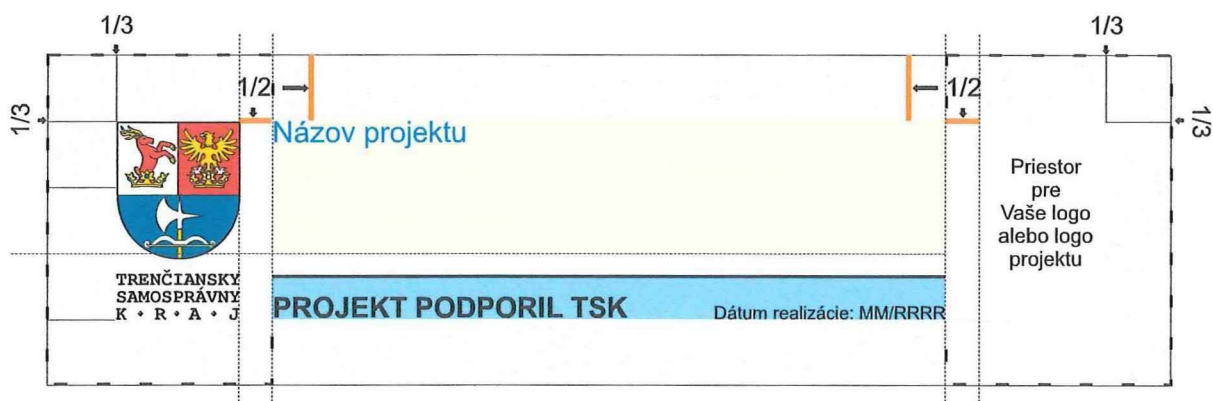 1/3
1/3
1/2
1/2
1/3
1/3
Názov projektu
Priestor
pre
Vaše logo
alebo logo
projektu
TRENČIANSKY
SAMOSPRÁVNY
K • R • A • J
PROJEKT PODPORIL TSK
Dátum realizácie: MM/RRRR